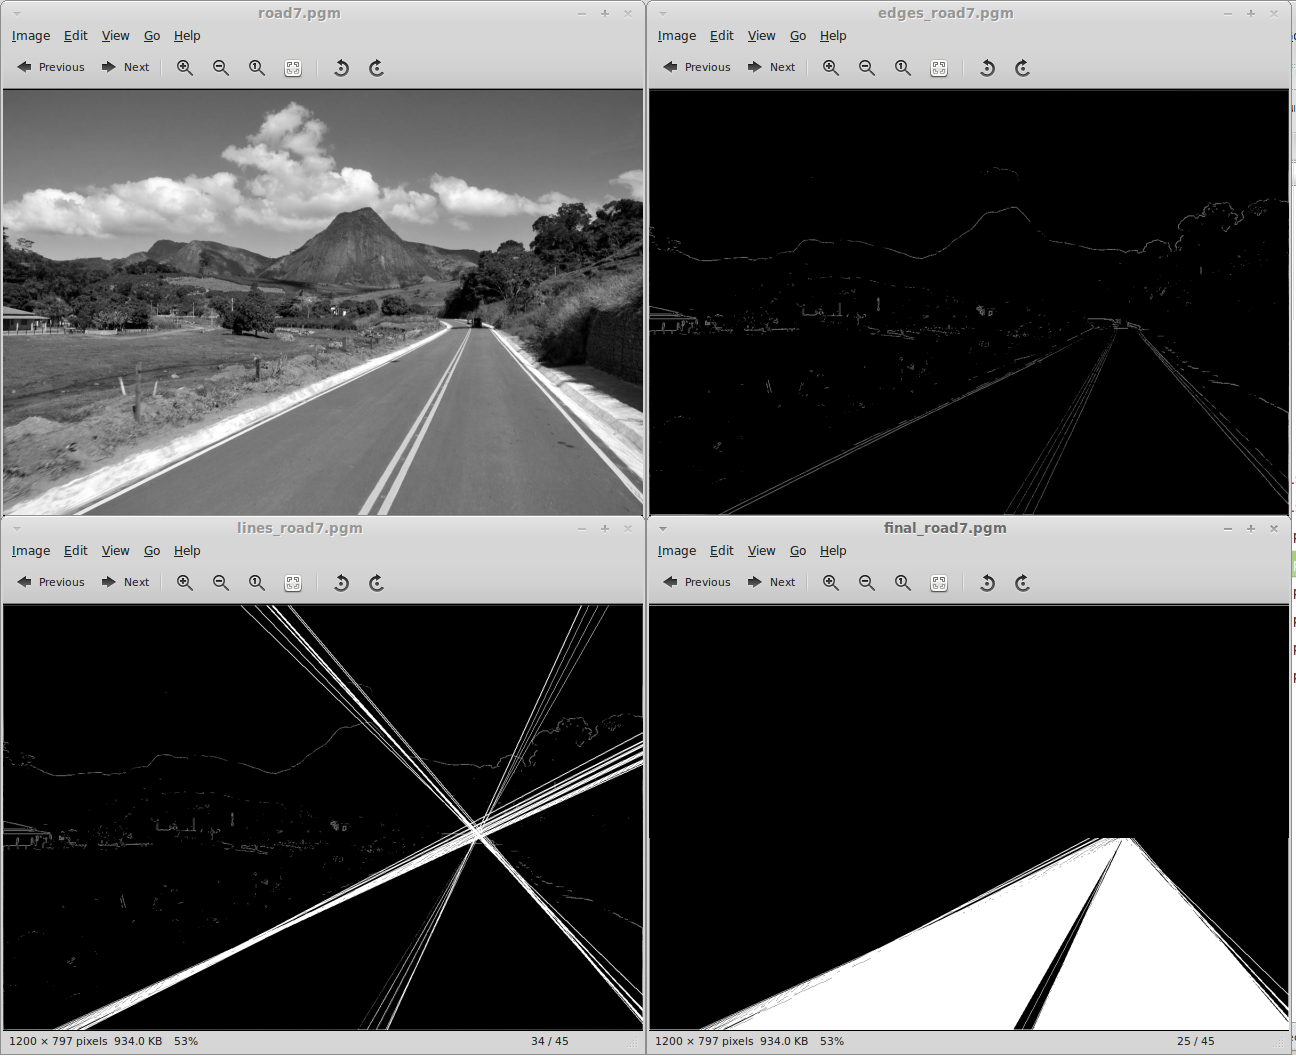 road7.pgm
Image Edit View Go Help
Previous Next
edges_road7.pgm
Image Edit View Go Help
Previous Next
lines_road7.pgm
Image Edit View Go Help
Previous Next
1200 × 797 pixels 934.0 KB 53% 34 / 45
final_road7.pgm
Image Edit View Go Help
Previous Next
1200 × 797 pixels 934.0 KB 53% 25 / 45